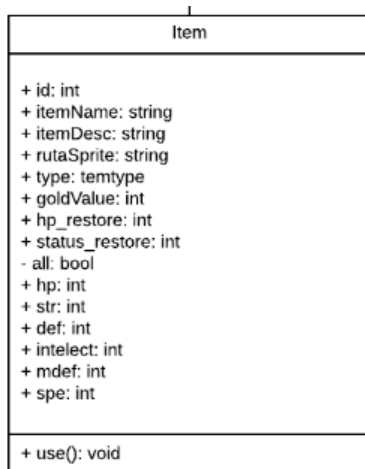 Item
+ id: int
+ itemName: string
+ itemDesc: string
+ rutaSprite: string
+ type: temtype
+ goldValue: int
+ hp_restore: int
+ status_restore: int
- all: bool
+ hp: int
+ str: int
+ def: int
+ intelect: int
+ mdef: int
+ spe: int
+ use(): void